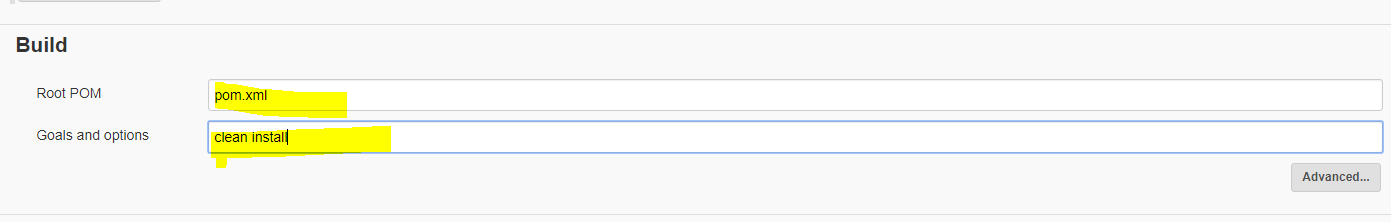 Build
Root POM
pom.xml
Goals and options
clean install
Advanced...